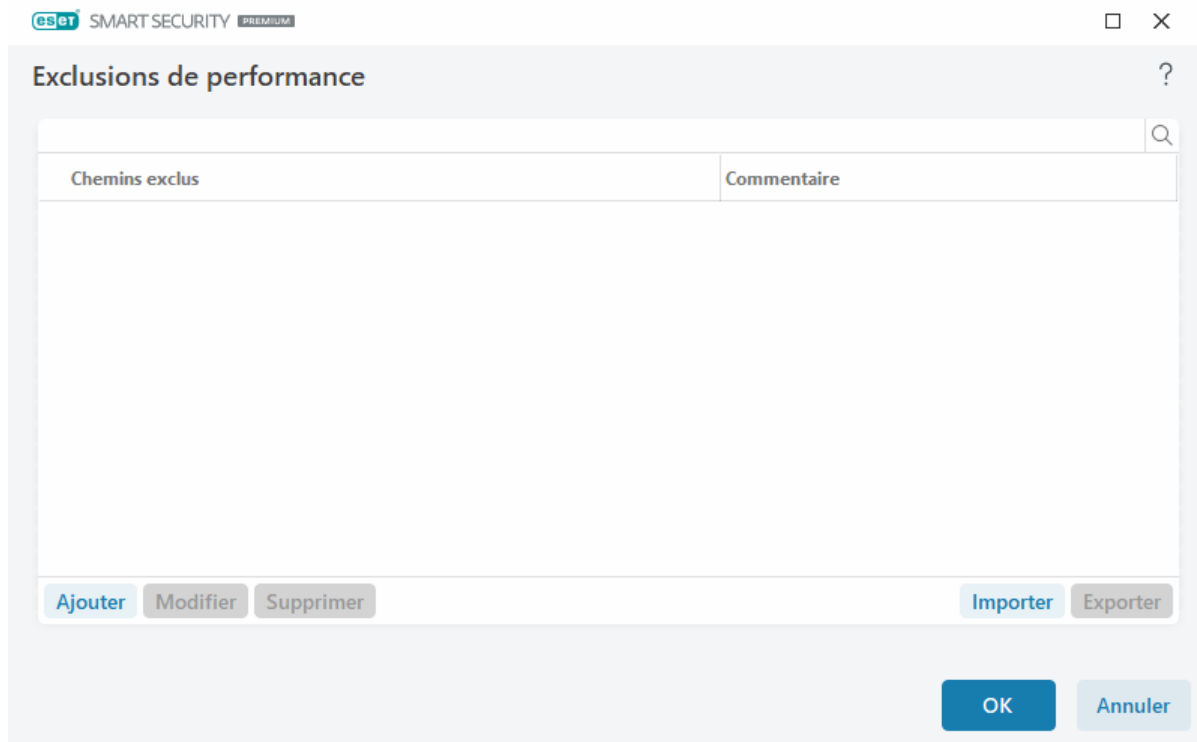 eseT SMART SECURITY PREMIUM
Exclusions de performance ?
Chemins exclus Commentaire
Ajouter Modifier Supprimer Importer Exporter
OK Annuler